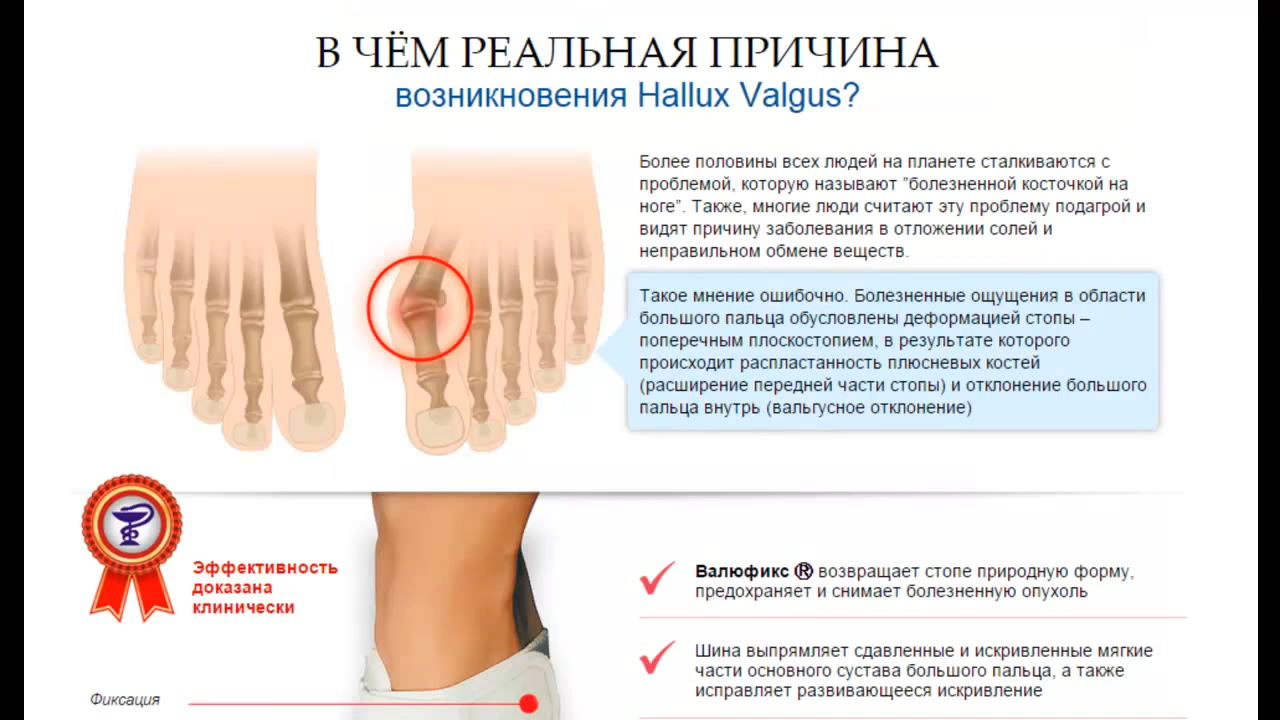 В ЧЁМ РЕАЛЬНАЯ ПРИЧИНА
возникновения Hallux Valgus?
Более половины всех людей на планете сталкиваются с
проблемой, которую называют "болезненной косточкой на
ноге". Также, многие люди считают эту проблему подагрой и
видят причину заболевания в отложении солей и
неправильном обмене веществ.
Такое мнение ошибочно. Болезненные ощущения в области
большого пальца обусловлены деформацией стопы –
поперечным плоскостопием, в результате которого
происходит распластанность плюсневых костей
(расширение передней части стопы) и отклонение большого
пальца внутрь (вальгусное отклонение)
Эффективность
доказана
клинически
Фиксация
Валюфикс ® возвращает стопе природную форму,
предохраняет и снимает болезненную опухоль
Шина выпрямляет сдавленные и искривленные мягкие
части основного сустава большого пальца, а также
исправляет развивающееся искривление